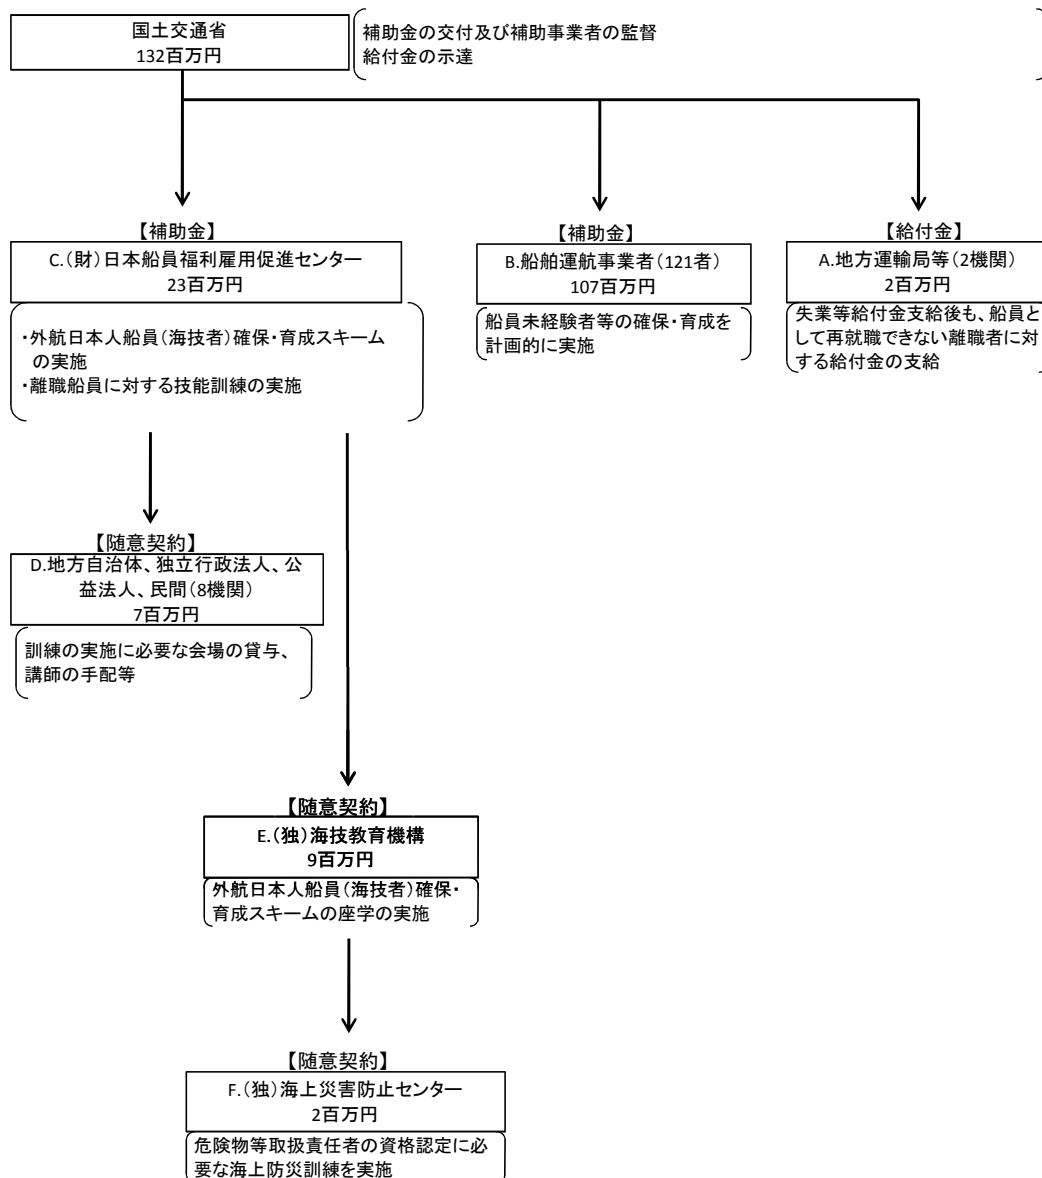 国土交通省
132百万円
補助金の交付及び補助事業者の監督
給付金の示達
【補助金】
C.(財)日本船員福利雇用促進センター
23百万円
・外航日本人船員(海技者)確保・育成スキーム
の実施
・離職船員に対する技能訓練の実施
【補助金】
B.船舶運航事業者(121者)
107百万円
船員未経験者等の確保・育成を
計画的に実施
【給付金】
A.地方運輸局等(2機関)
2百万円
失業等給付金支給後も、船員と
して再就職できない離職者に対
する給付金の支給
【随意契約】
D.地方自治体、独立行政法人、公
益法人、民間(8機関)
7百万円
訓練の実施に必要な会場の貸与、
講師の手配等
【随意契約】
E.(独)海技教育機構
9百万円
外航日本人船員(海技者)確保・
育成スキームの座学の実施
【随意契約】
F.(独)海上災害防止センター
2百万円
危険物等取扱責任者の資格認定に必
要な海上防災訓練を実施